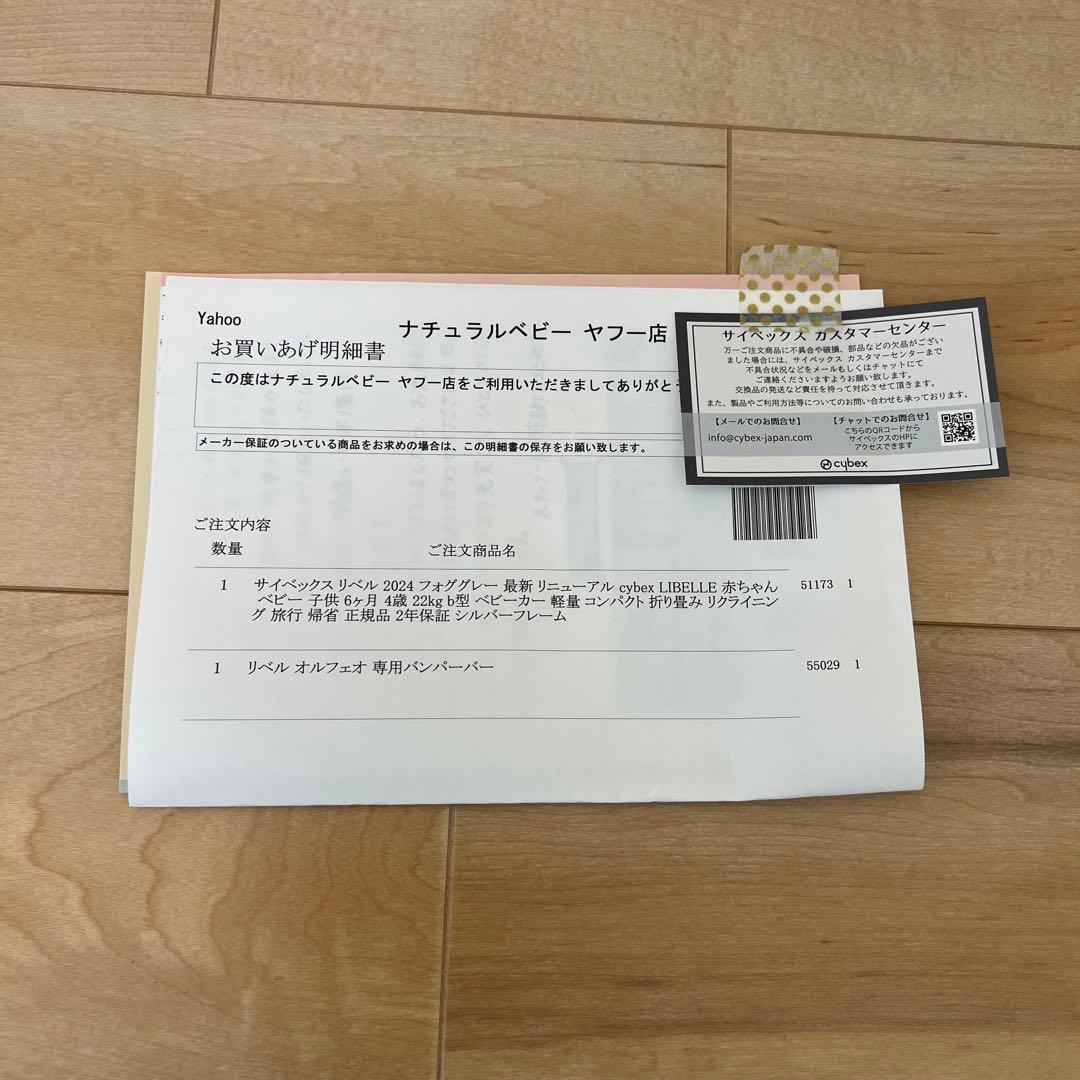 Yahoo
ナチュラルベビー ヤフー店
お買いあげ明細書
この度はナチュラルベビー ヤフー店をご利用いただきましてありがと
メーカー保証のついている商品をお求めの場合は、この明細書の保存をお願い致します。
サイベックス カスタマーセンター
万一ご注文商品に不具合や破損、部品などの欠品がござい
ました場合には、サイベックス カスタマーセンターまで
不具合状況などをメールもしくはチャットにて
ご連絡くださいますようお願い致します。
交換品の発送など責任を持って対応させて頂きます。
また、製品やご利用方法等についてのお問い合わせも承っております。
【メールでのお問合せ】
info@cybex-japan.com
【チャットでのお問合せ】
こちらのQRコードから
サイベックスのHPに
アクセスできます
cybex
ご注文内容
数量 ご注文商品名
1 サイベックス リベル 2024 フォググレー 最新 リニューアル cybex LIBELLE 赤ちゃん 51173 1
ベビー 子供 6ヶ月 4歳 22kg b型 ベビーカー 軽量 コンパクト 折り畳み リクライニン
グ 旅行 帰省 正規品 2年保証 シルバーフレーム
1 リベル オルフェオ 専用バンパーバー 55029 1